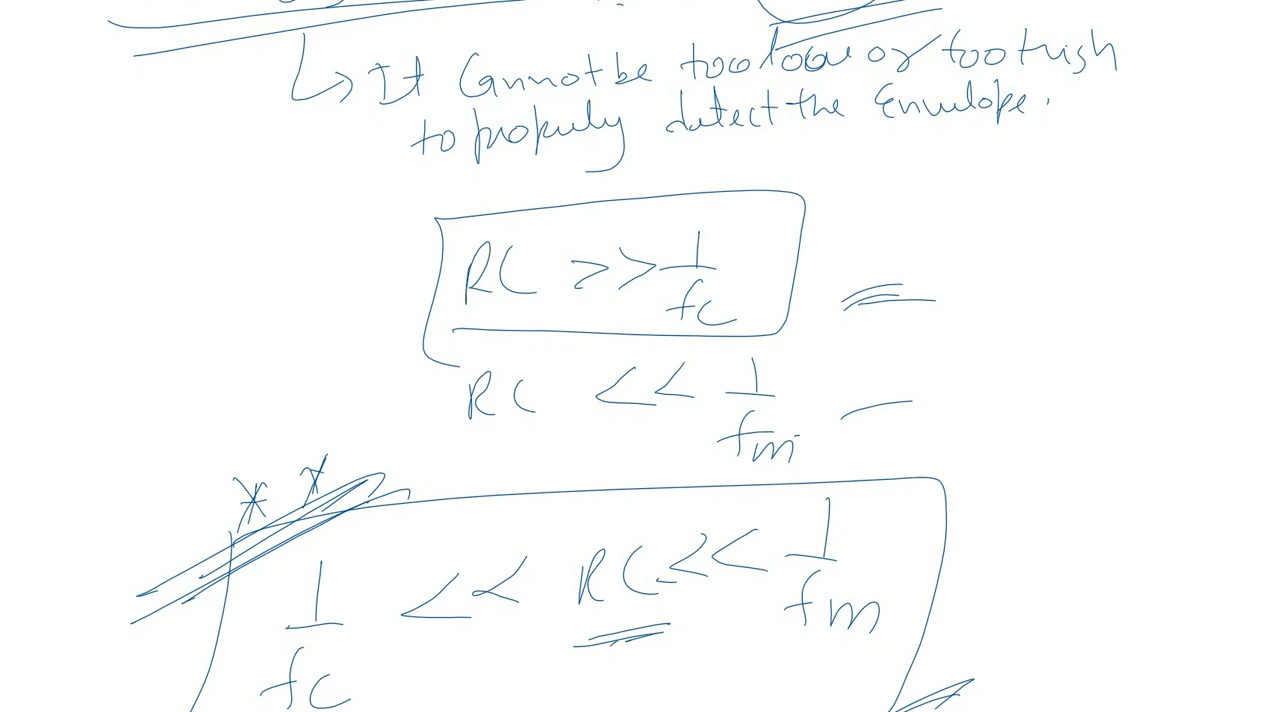 ↳ It Cannot be too low or too high
to properly detect the Envelope.
RC >> 1/fc
RC << 1/fm
* *
1/fc << RC << 1/fm